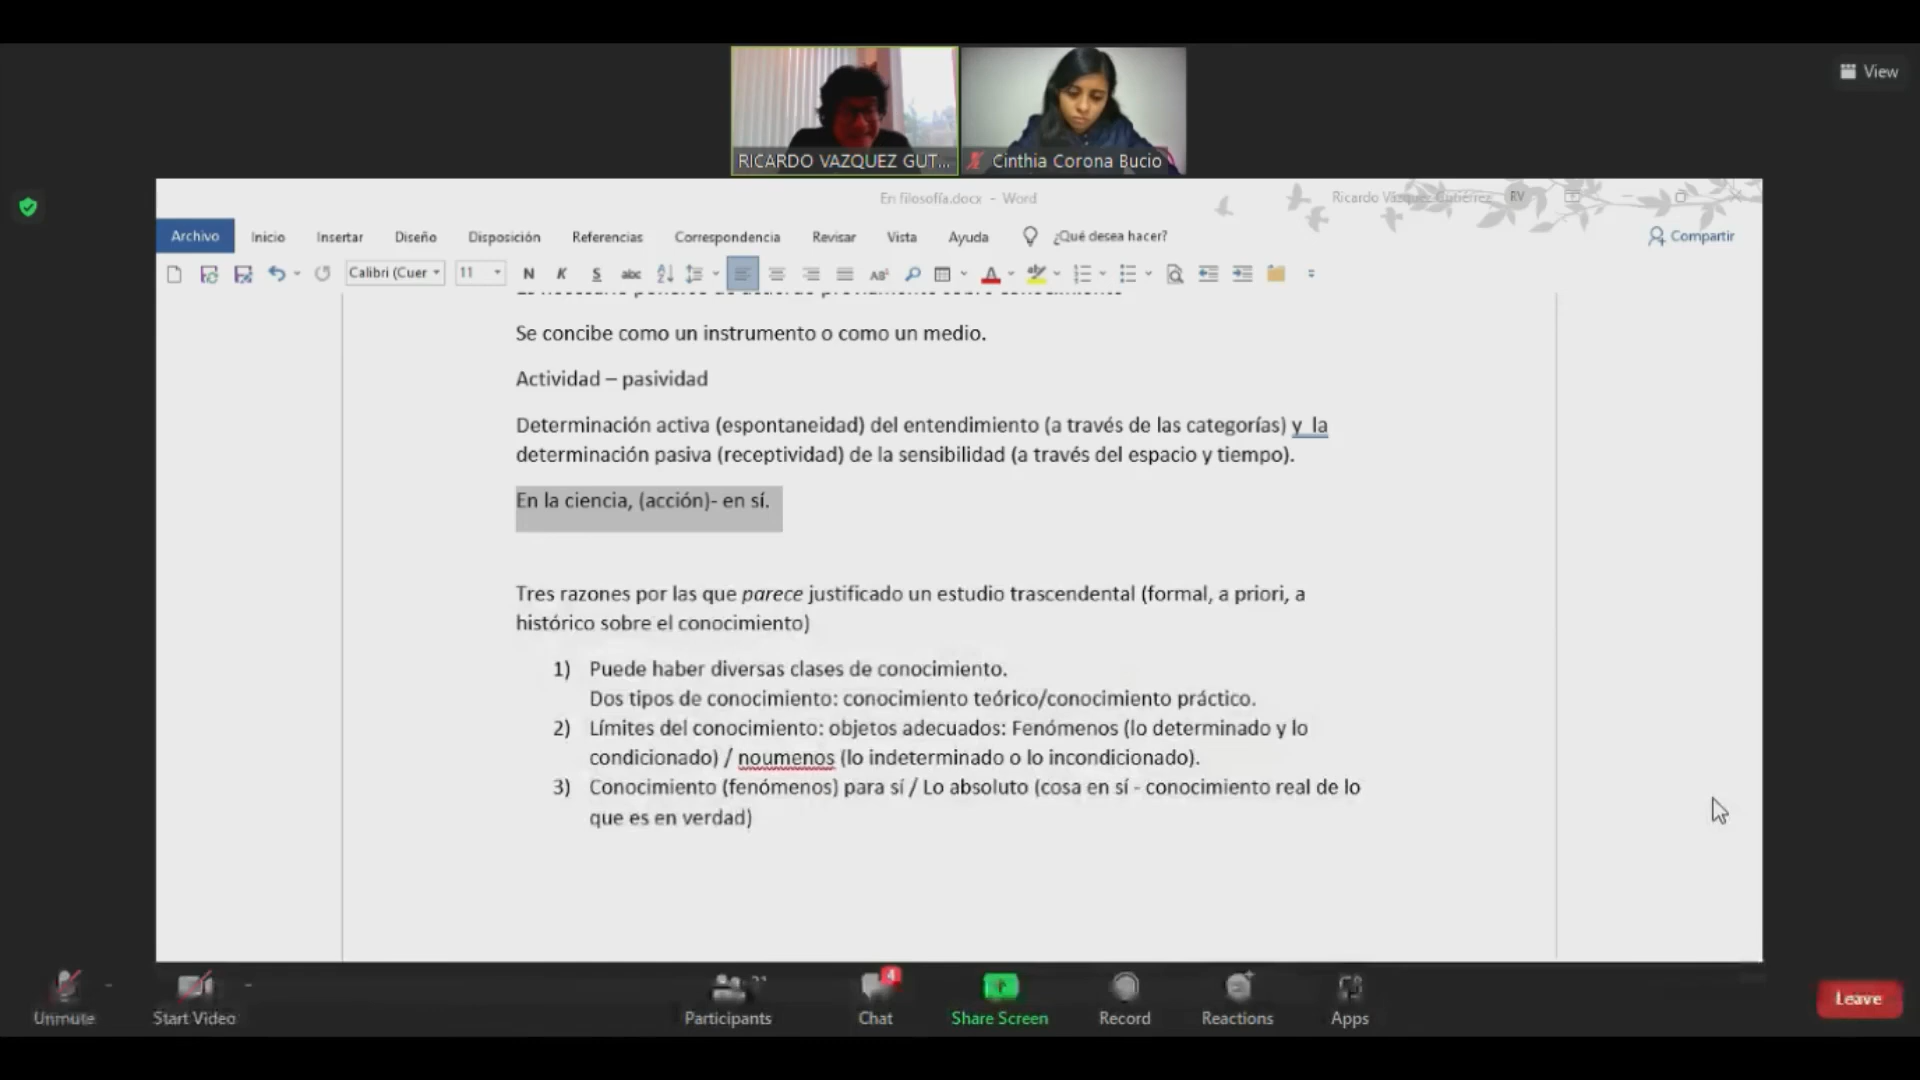 View
RICARDO VAZQUEZ GUT...
Cinthia Corona Bucio
En filosofía.docx - Word
Ricardo Vázquez Gutiérrez
RV
Archivo
Inicio
Insertar
Diseño
Disposición
Referencias
Correspondencia
Revisar
Vista
Ayuda
¿Qué desea hacer?
Compartir
Calibri (Cuer
11
N
K
S
abc
Se concibe como un instrumento o como un medio.
Actividad – pasividad
Determinación activa (espontaneidad) del entendimiento (a través de las categorías) y  la
determinación pasiva (receptividad) de la sensibilidad (a través del espacio y tiempo).
En la ciencia, (acción)- en sí.
Tres razones por las que parece justificado un estudio trascendental (formal, a priori, a
histórico sobre el conocimiento)
1) Puede haber diversas clases de conocimiento.
Dos tipos de conocimiento: conocimiento teórico/conocimiento práctico.
2) Límites del conocimiento: objetos adecuados: Fenómenos (lo determinado y lo
condicionado) / noumenos (lo indeterminado o lo incondicionado).
3) Conocimiento (fenómenos) para sí / Lo absoluto (cosa en sí - conocimiento real de lo
que es en verdad)
Unmute
Start Video
Participants
4
Chat
Share Screen
Record
Reactions
Apps
Leave